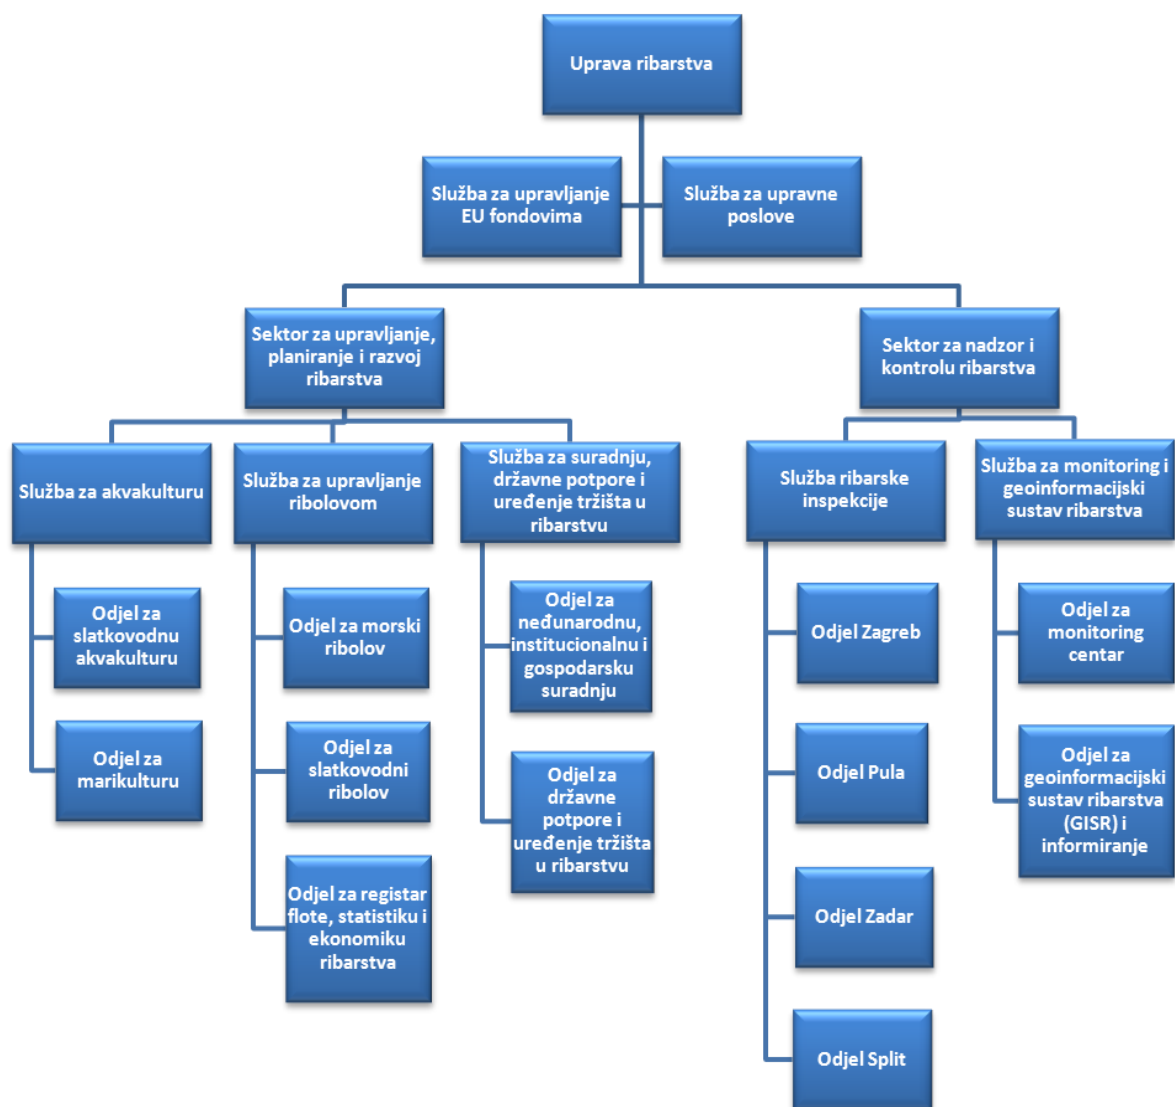 Uprava ribarstva
Služba za upravljanje
EU fondovima
Služba za upravne
poslove
Sektor za upravljanje,
planiranje i razvoj
ribarstva
Sektor za nadzor i
kontrolu ribarstva
Služba za akvakulturu
Služba za upravljanje
ribolovom
Služba za suradnju,
državne potpore i
uređenje tržišta u
ribarstvu
Služba ribarske
inspekcije
Služba za monitoring i
geoinformacijski
sustav ribarstva
Odjel za
slatkovodnu
akvakulturu
Odjel za
marikulturu
Odjel za morski
ribolov
Odjel za
slatkovodni
ribolov
Odjel za registar
flote, statistiku i
ekonomiku
ribarstva
Odjel za
neđunarodnu,
institucionalnu i
gospodarsku
suradnju
Odjel za
državne
potpore i
uređenje tržišta
u ribarstvu
Odjel Zagreb
Odjel Pula
Odjel Zadar
Odjel Split
Odjel za
monitoring
centar
Odjel za
geoinformacijski
sustav ribarstva
(GISR) i
informiranje